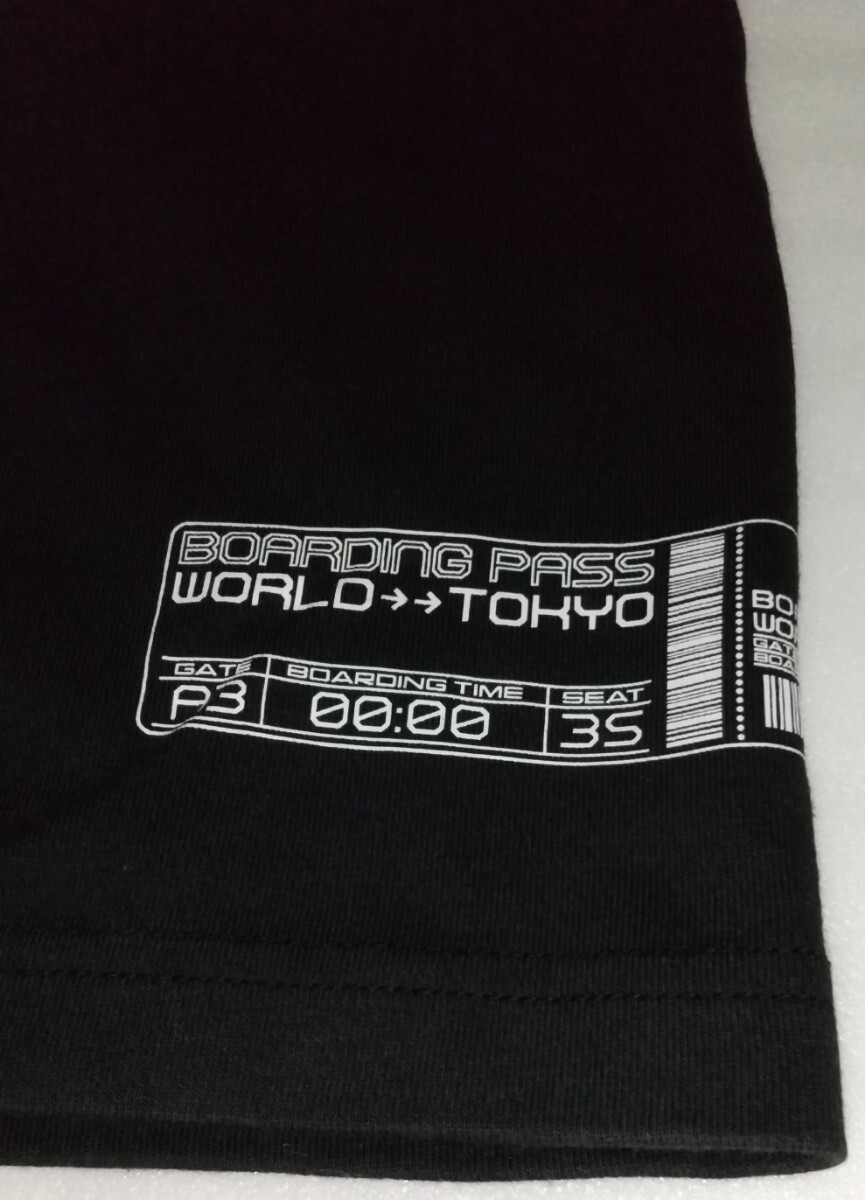 BOARDING PASS
WORLD→→TOKYO
GATE BOARDING TIME SEAT
P3 00:00 3S